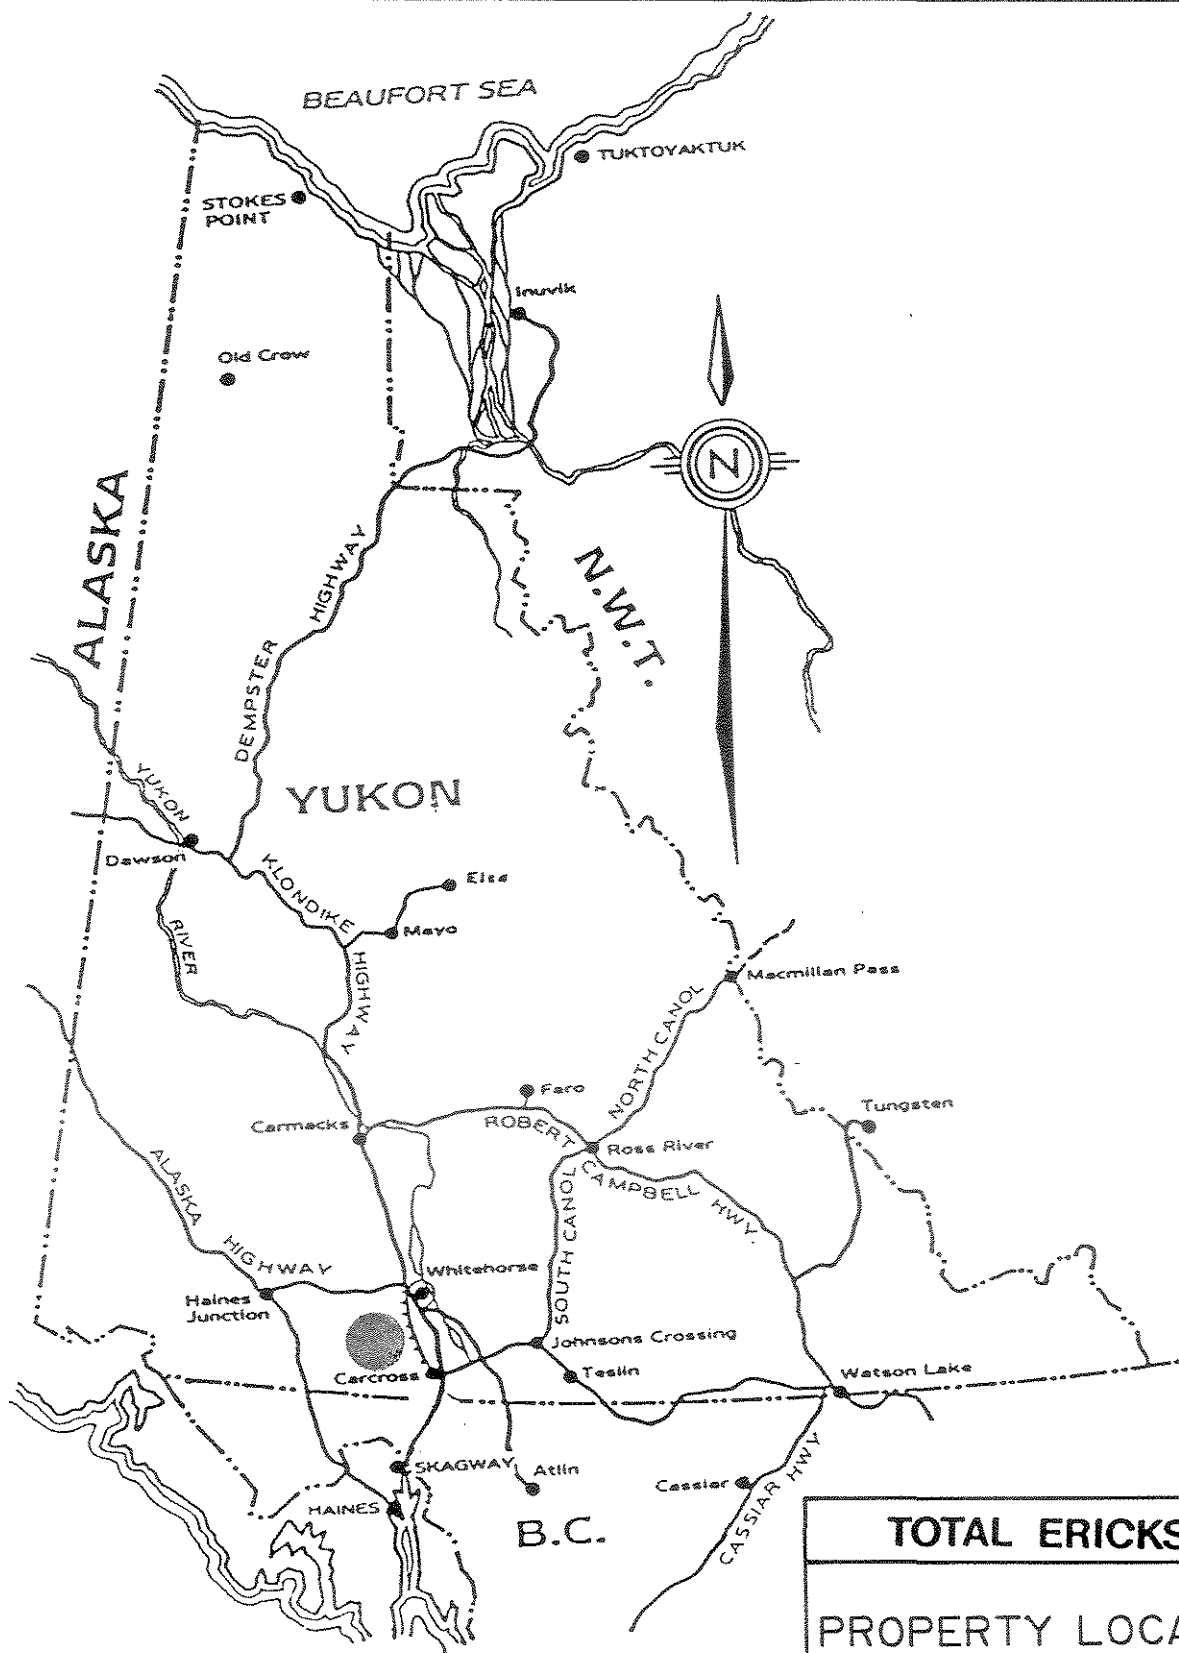 BEAUFORT SEA
TUKTOYAKTUK
STOKES
POINT
Inuvik
Old Crow
N
ALASKA
DEMPSTER HIGHWAY
N.W.T.
YUKON
YUKON RIVER
Dawson
KLONDIKE HIGHWAY
Elsa
Mayo
Macmillan Pass
NORTH CANOL
Faro
Tungsten
Carmacks
ROBERT CAMPBELL HWY.
Ross River
ALASKA HIGHWAY
SOUTH CANOL
Whitehorse
Haines
Junction
Johnsons Crossing
Carcross
Teslin
Watson Lake
SKAGWAY
Atlin
Cassiar
HAINES
CASSIAR HWY
B.C.
TOTAL ERICKS
PROPERTY LOCA